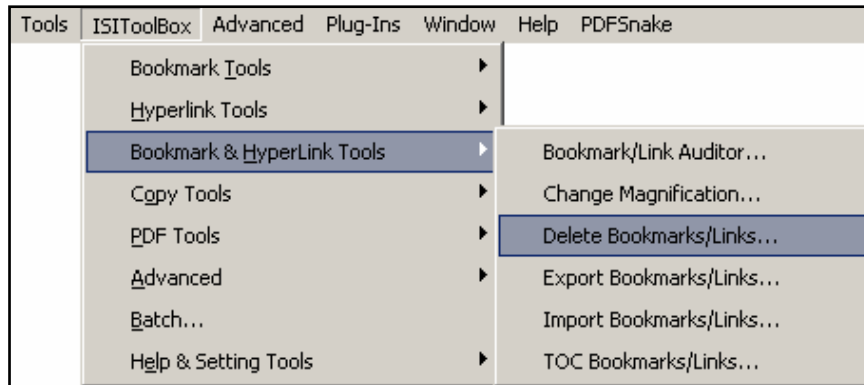 Tools ISIToolBox Advanced Plug-Ins Window Help PDFSnake
Bookmark Tools
Hyperlink Tools
Bookmark & HyperLink Tools
Copy Tools
PDF Tools
Advanced
Batch...
Help & Setting Tools
Bookmark/Link Auditor...
Change Magnification...
Delete Bookmarks/Links...
Export Bookmarks/Links...
Import Bookmarks/Links...
TOC Bookmarks/Links...